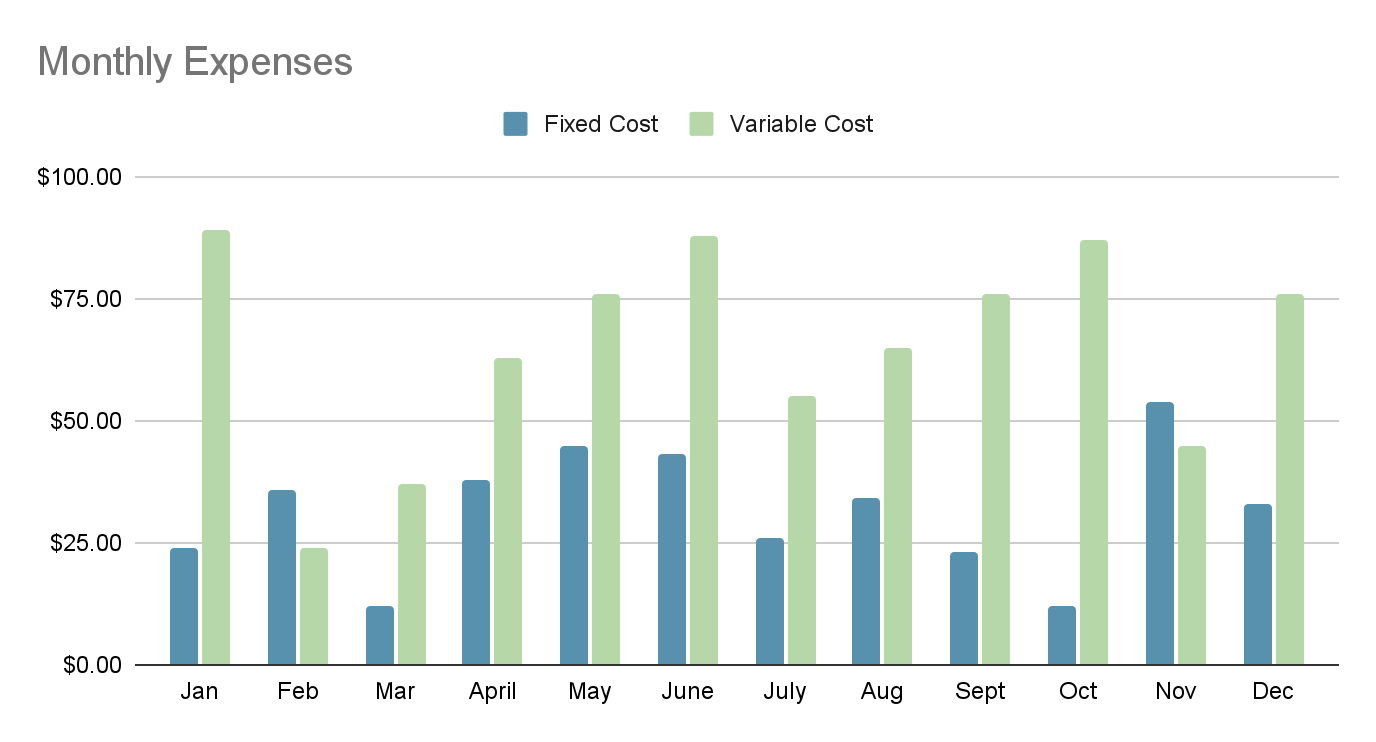 Monthly Expenses
Fixed Cost Variable Cost
$100.00
$75.00
$50.00
$25.00
$0.00
Jan Feb Mar April May June July Aug Sept Oct Nov Dec